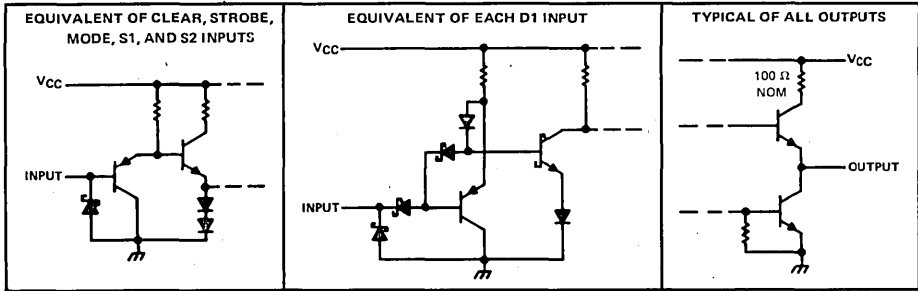 EQUIVALENT OF CLEAR, STROBE,
MODE, S1, AND S2 INPUTS
VCC
INPUT
EQUIVALENT OF EACH D1 INPUT
VCC
INPUT
TYPICAL OF ALL OUTPUTS
VCC
100 Ω
NOM
OUTPUT